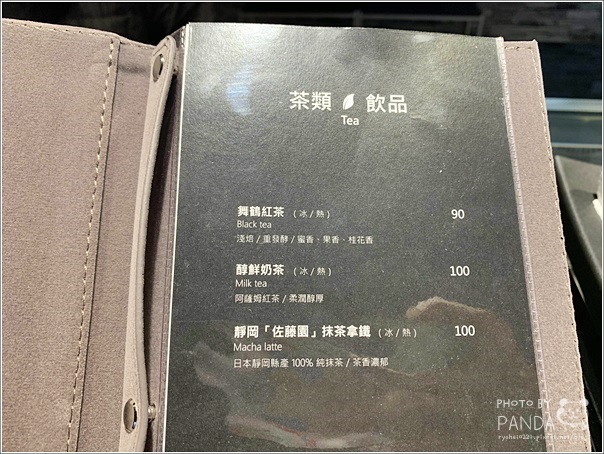 茶類 飲品
Tea
舞鶴紅茶 (冰/熱) 90
Black tea
淺焙/重發酵/蜜香、果香、桂花香
醇鮮奶茶 (冰/熱) 100
Milk tea
阿薩姆紅茶/柔潤醇厚
靜岡「佐藤園」抹茶拿鐵 (冰/熱) 100
Macha latte
日本靜岡縣產 100% 純抹茶/茶香濃郁
PHOTO BY
PANDA